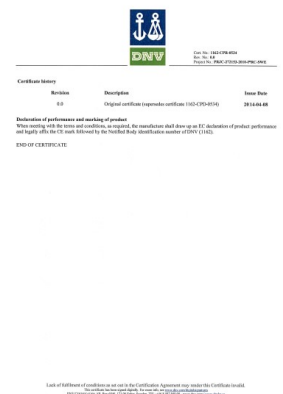 DNV
Cert. No.: 1162-CPR-0534
Rev. No.: 0.0
Certificate history
Revision Description Issue Date
0.0 Original certificate (supersedes certificate 1162-CPD-0534) 2014-04-08
Declaration of performance and marking of product
When meeting with the terms and conditions, as required, the manufacture shall draw up an EC declaration of product performance
and legally affix the CE mark followed by the Notified Body identification number of DNV (1162).
END OF CERTIFICATE
Lack of fulfilment of conditions as set out in the Certification Agreement may render this Certificate invalid.